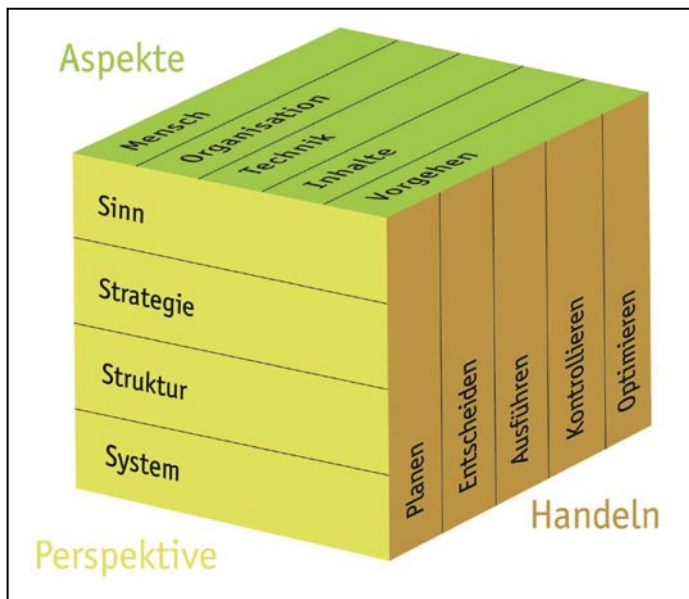 Aspekte
Mensch
Organisation
Technik
Inhalte
Vorgehen
Sinn
Strategie
Struktur
System
Planen
Entscheiden
Ausführen
Kontrollieren
Optimieren
Handeln
Perspektive